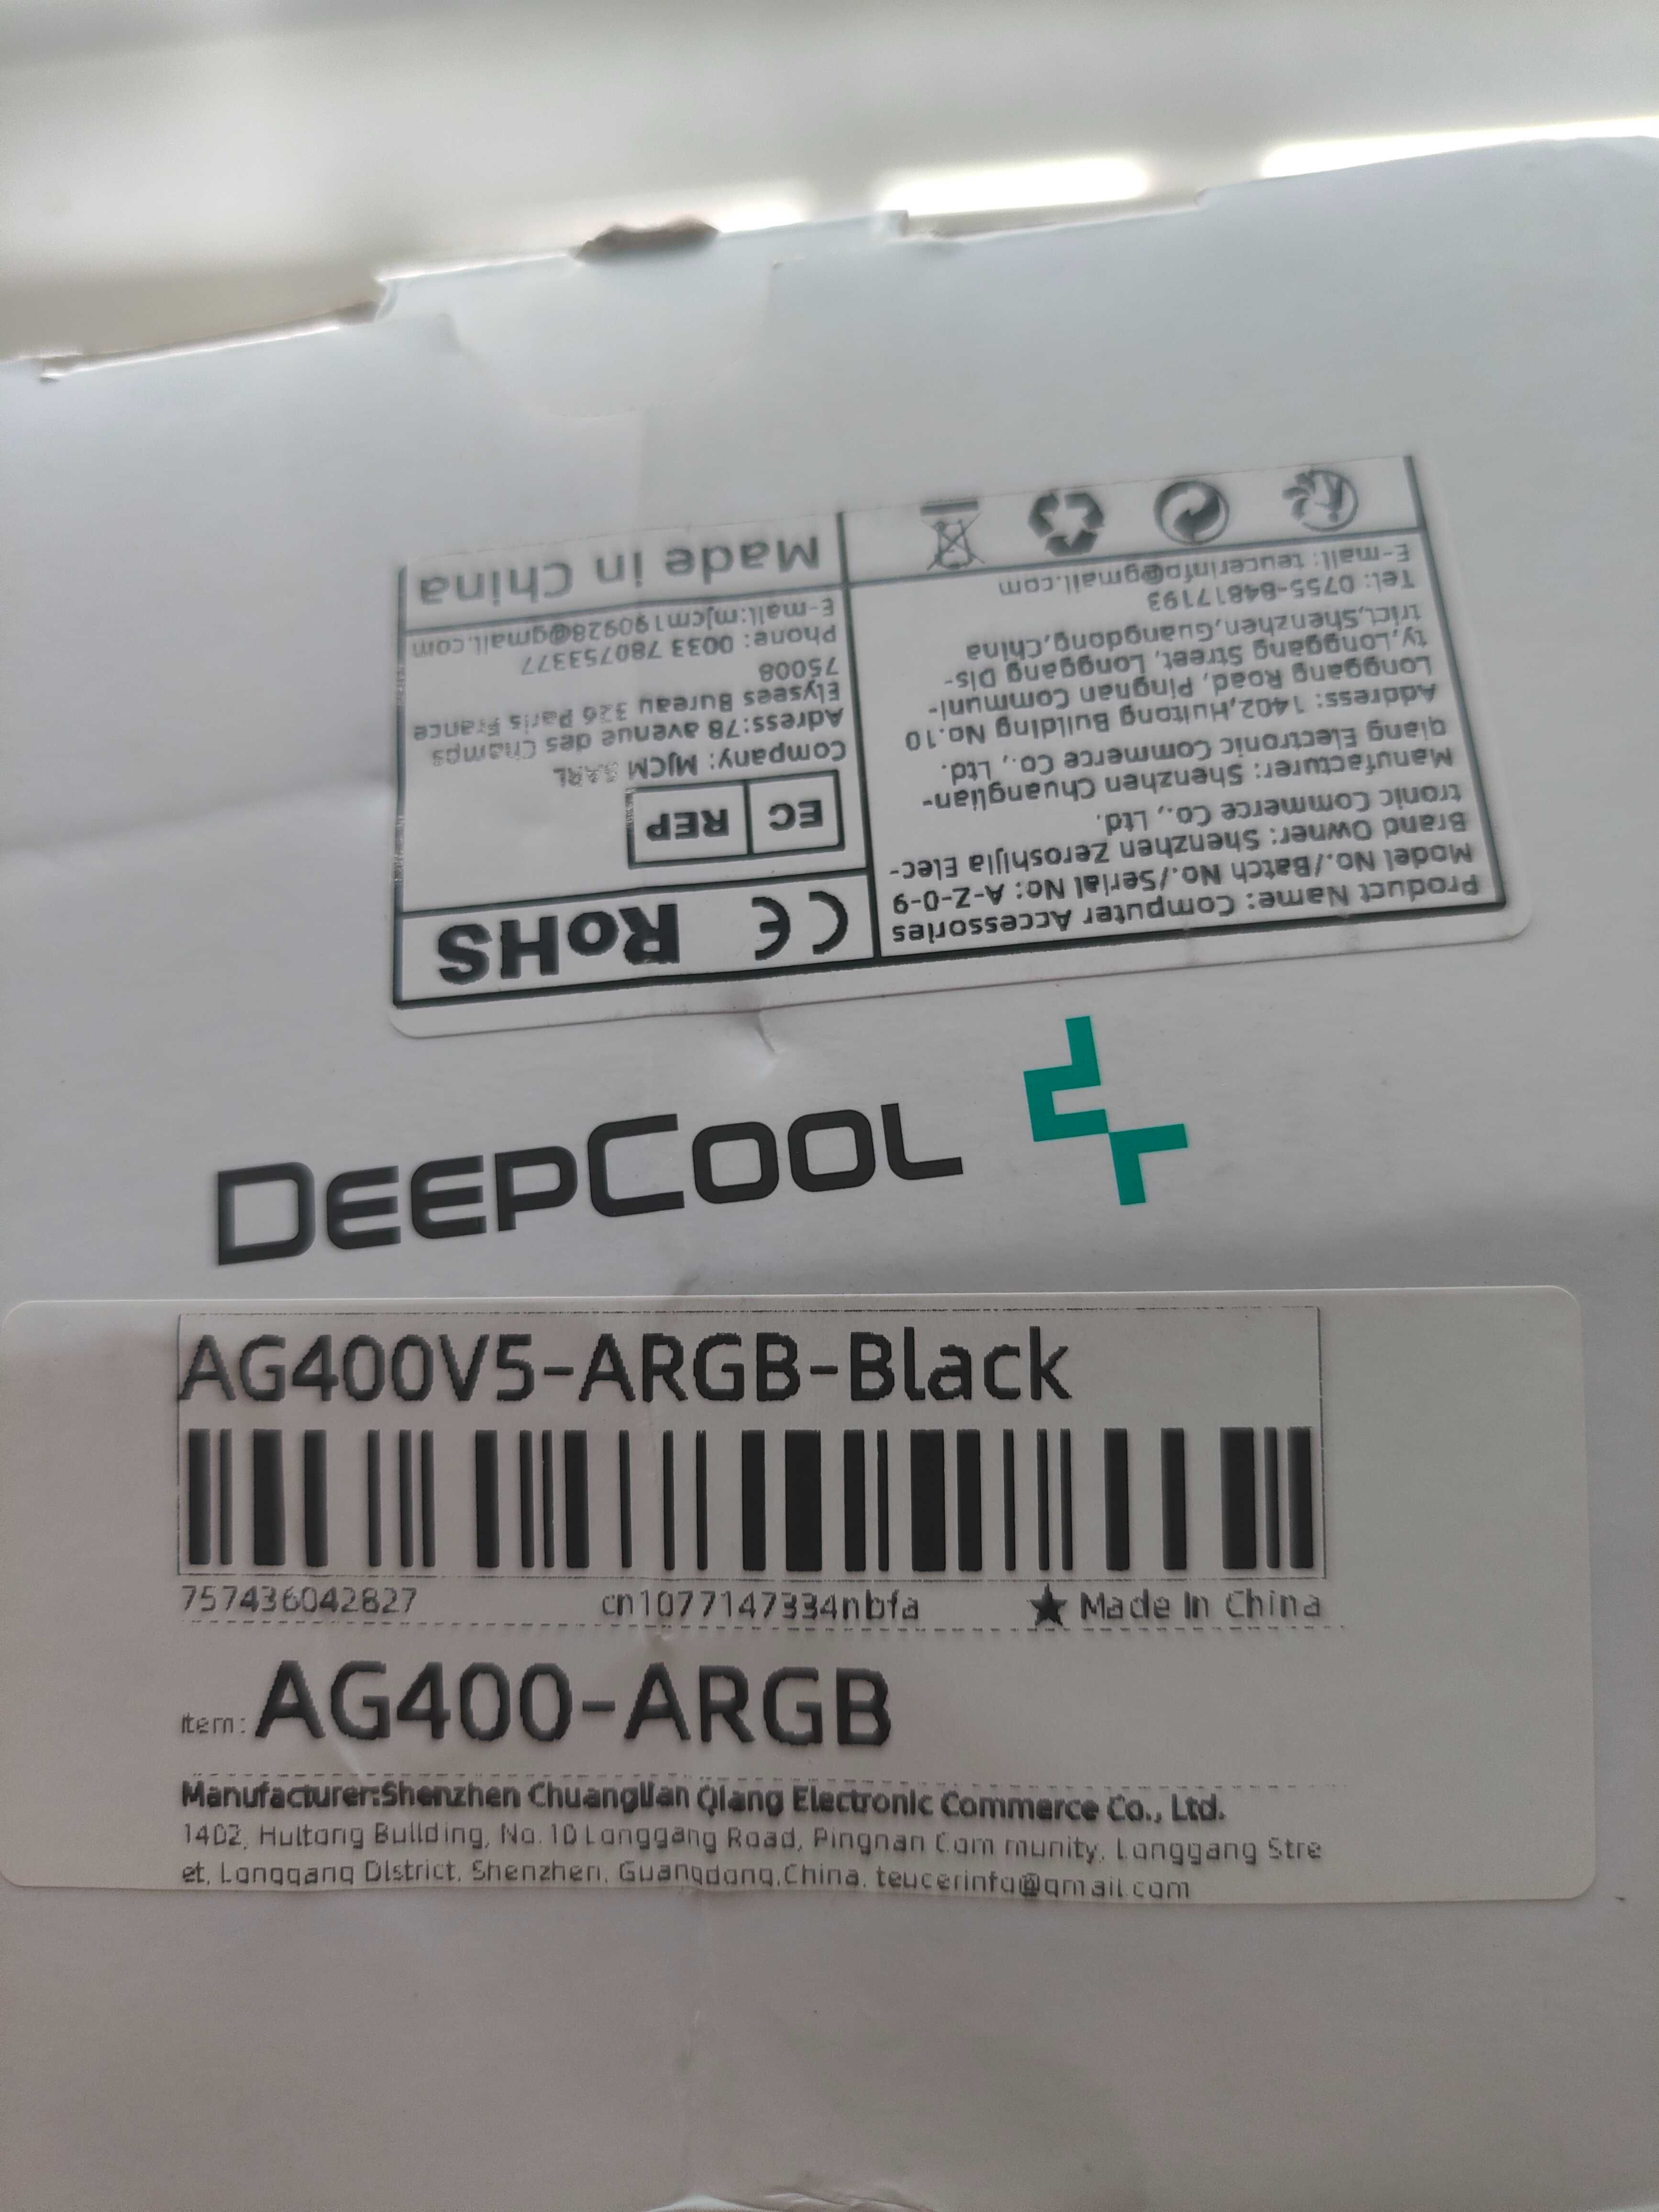 Product Name: Computer Accessories
Model No./Batch No./Serial No: A-Z-0-9
Brand Owner: Shenzhen Zeroshijia Elec-
tronic Commerce Co., Ltd.
Manufacturer: Shenzhen Chuanglian-
qiang Electronic Commerce Co., Ltd.
Address: 1402,Huitong Building No.10
Longgang Road, Pingnan Communi-
ty,Longgang Street, Longgang Dis-
trict,Shenzhen,Guangdong,China
Tel: 0755-84817193
E-mail: teucerinfo@gmail.com
CE RoHS
EC REP
Company: MJCM SARL
Adress:78 avenue des Champs
Elysees Bureau 326 Paris France
75008
Phone: 0033 780753377
E-mail:mjcm190928@gmail.com
Made in China
DEEPCOOL
AG400V5-ARGB-Black
757436042827 cn1077147334nbfa ★ Made In China
Item: AG400-ARGB
Manufacturer:Shenzhen Chuanglian Qiang Electronic Commerce Co., Ltd.
1402, Huitong Building, No. 10 Longgang Road, Pingnan Com munity, Longgang Stre
et, Longgang District, Shenzhen, Guangdong,China, teucerinfo@gmail.com